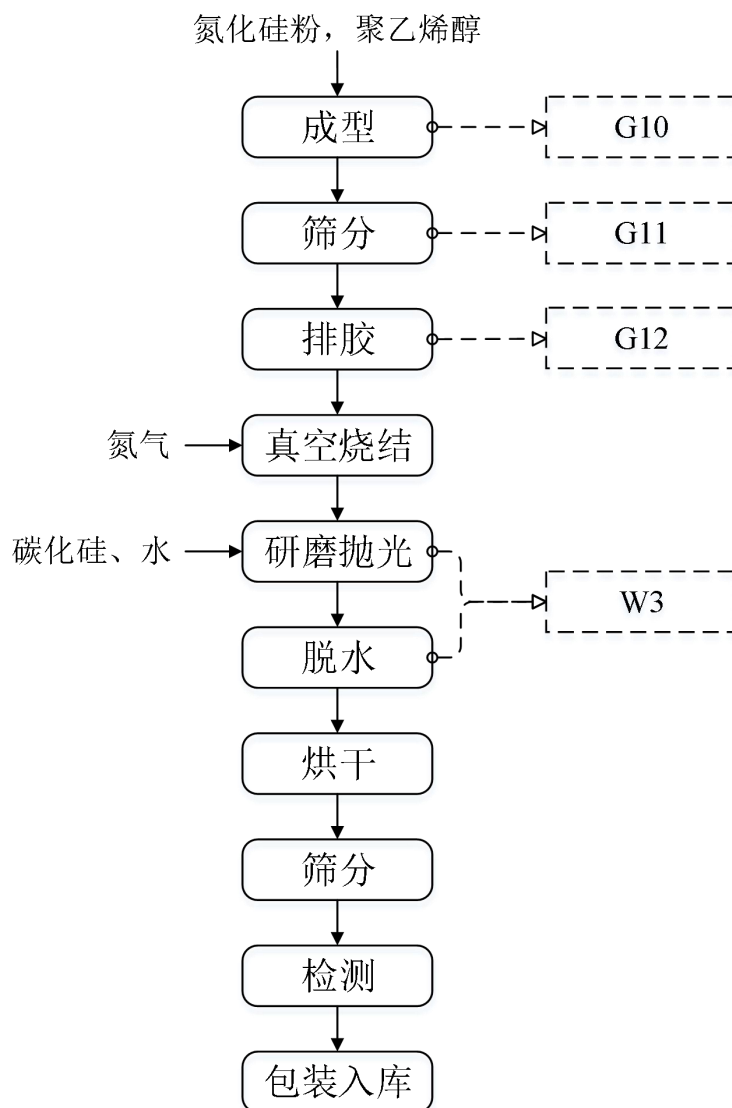 氮化硅粉，聚乙烯醇
成型
G10
筛分
G11
排胶
G12
氮气
真空烧结
碳化硅、水
研磨抛光
W3
脱水
烘干
筛分
检测
包装入库